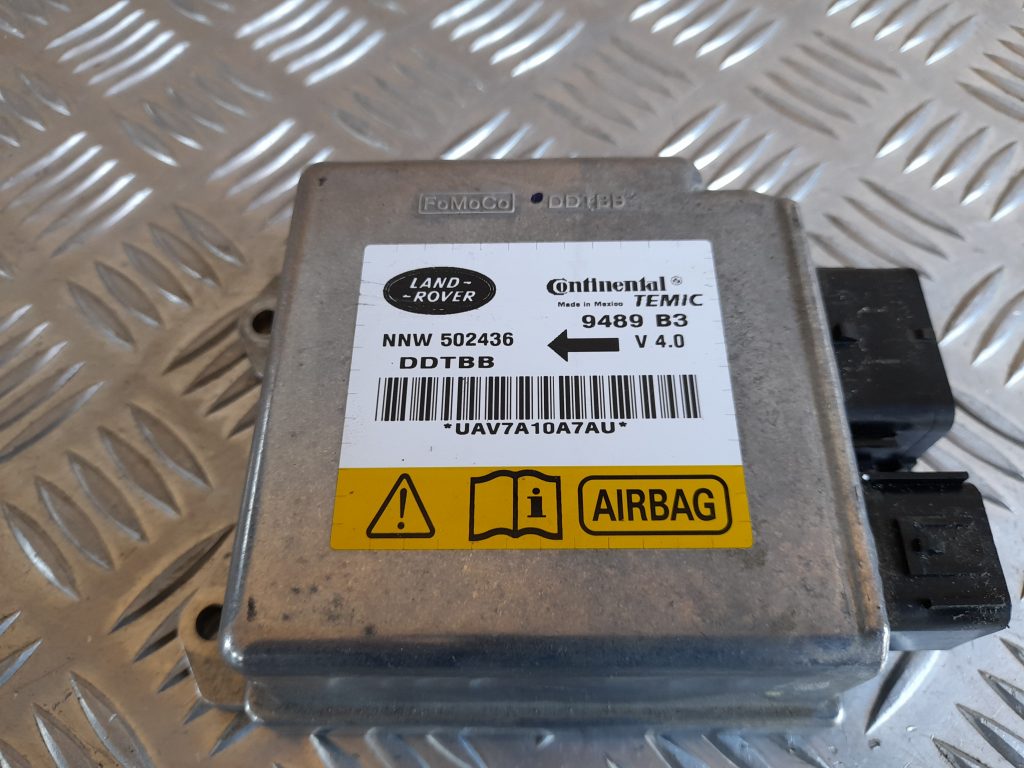 FoMoCo DDTBB
LAND-
-ROVER
Continental®
Made in Mexico TEMIC
9489 B3
NNW 502436
V 4.0
DDTBB
*UAV7A10A7AU*
i
AIRBAG